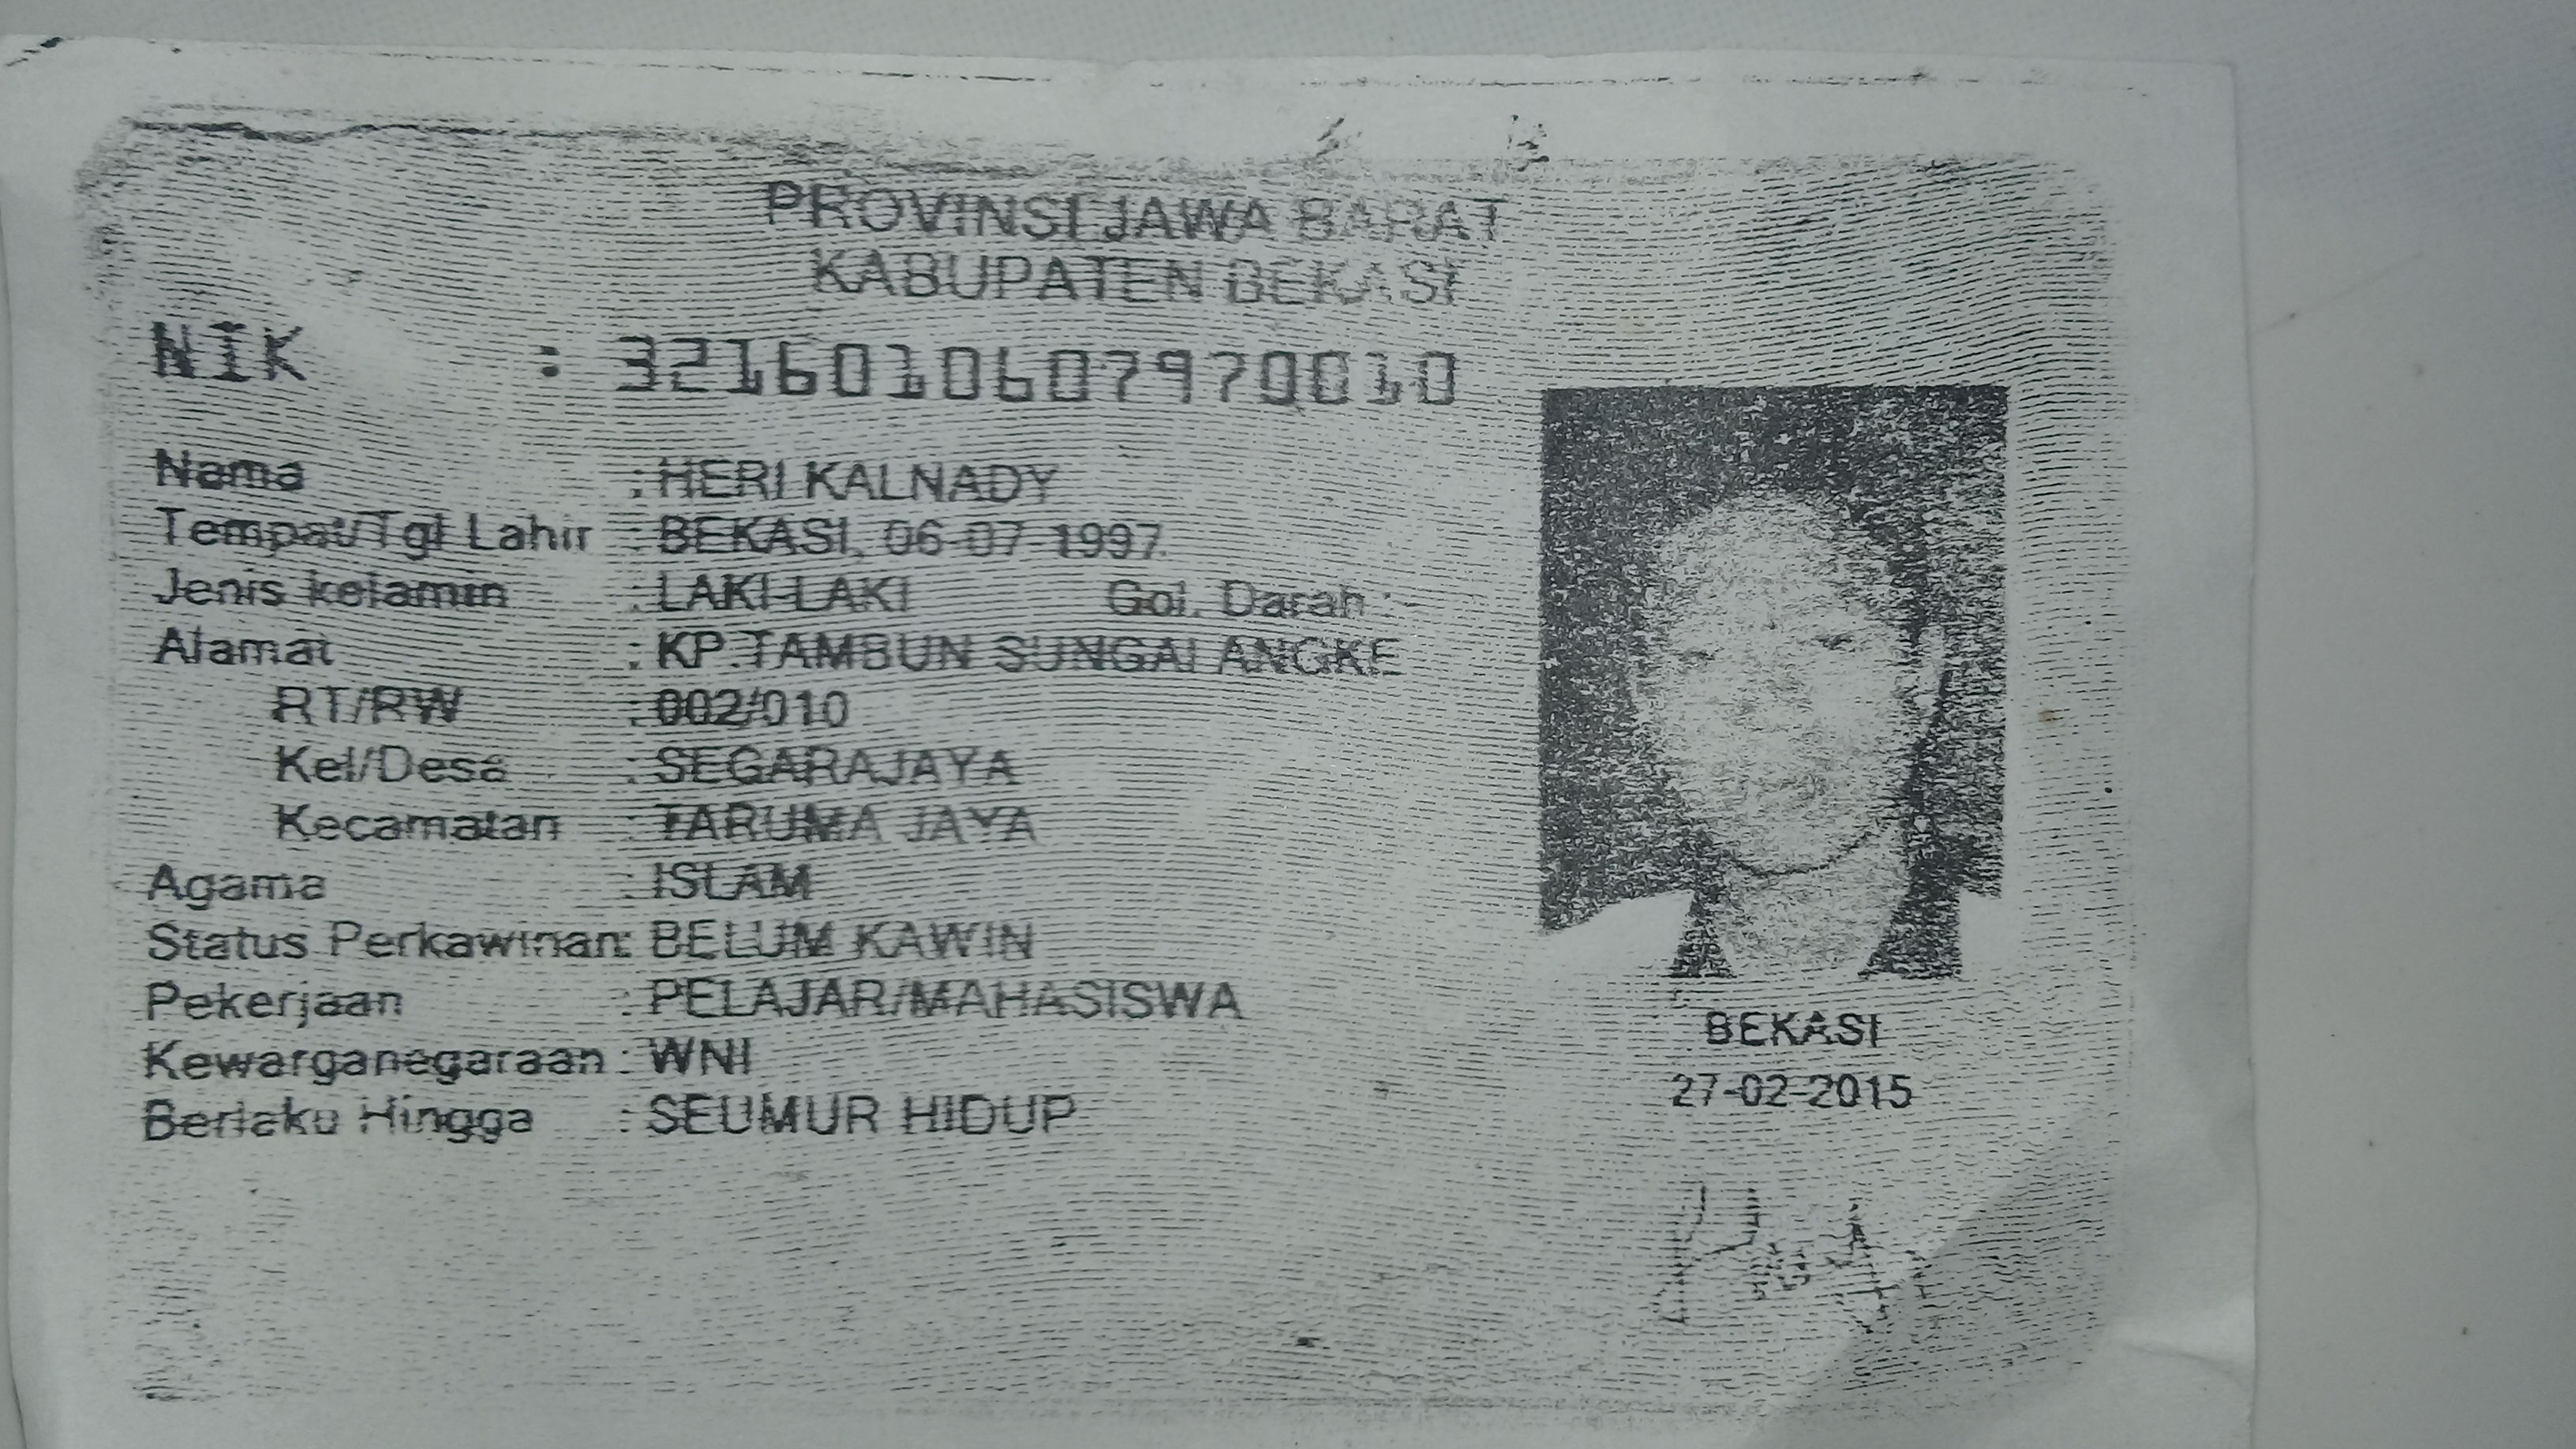 PROVINSI JAWA BARAT
KABUPATEN BEKASI
NIK : 3216010607970010
Nama : HERI KALNADY
Tempat/Tgl Lahir : BEKASI, 06-07-1997
Jenis kelamin : LAKI-LAKI Gol. Darah :
Alamat : KP.TAMBUN SUNGAI ANGKE
RT/RW : 002/010
Kel/Desa : SEGARAJAYA
Kecamatan : TARUMA JAYA
Agama : ISLAM
Status Perkawinan: BELUM KAWIN
Pekerjaan : PELAJAR/MAHASISWA
Kewarganegaraan : WNI
Berlaku Hingga : SEUMUR HIDUP
BEKASI
27-02-2015